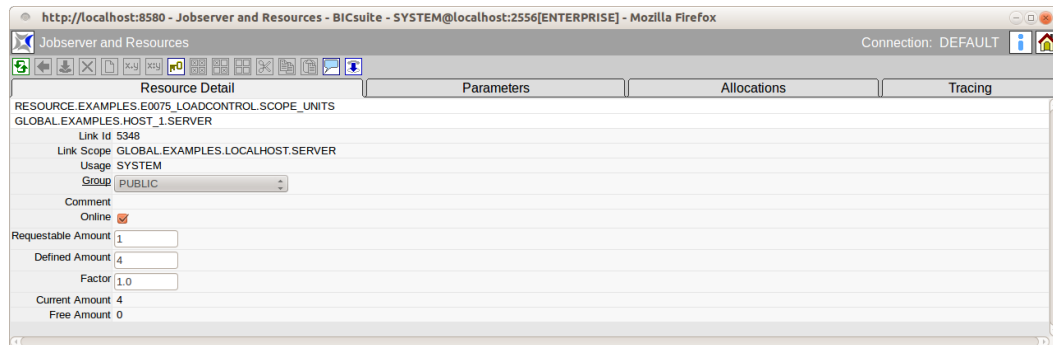 http://localhost:8580 - Jobserver and Resources - BICsuite - SYSTEM@localhost:2556[ENTERPRISE] - Mozilla Firefox
Jobserver and Resources
Connection: DEFAULT
Resource Detail
Parameters
Allocations
Tracing
RESOURCE.EXAMPLES.E0075_LOADCONTROL.SCOPE_UNITS
GLOBAL.EXAMPLES.HOST_1.SERVER
Link Id 5348
Link Scope GLOBAL.EXAMPLES.LOCALHOST.SERVER
Usage SYSTEM
Group PUBLIC
Comment
Online
Requestable Amount 1
Defined Amount 4
Factor 1.0
Current Amount 4
Free Amount 0